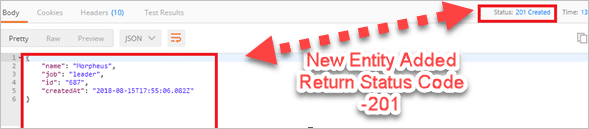 Body Cookies Headers (10) Test Results Status: 201 Created Time: 13
Pretty Raw Preview JSON
1 {
2 "name": "Morpheus",
3 "job": "leader",
4 "id": "687",
5 "createdAt": "2018-08-15T17:55:06.082Z"
6 }
New Entity Added
Return Status Code
-201